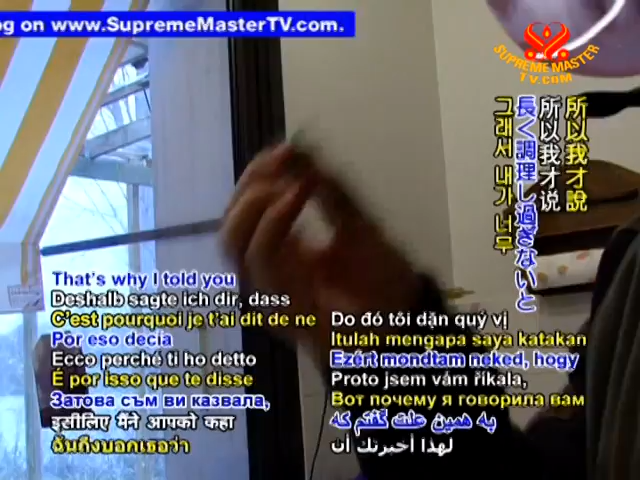 og on www.SupremeMasterTV.com.
SUPREME MASTER
TV.COM
所以我才說
所以我才说
長く調理し過ぎないと
그래서 내가 너무
That's why I told you
Deshalb sagte ich dir, dass
C'est pourquoi je t'ai dit de ne
Por eso decía
Ecco perché ti ho detto
É por isso que te disse
Затова съм ви казвала,
इसीलिए मैंने आपको कहा
ฉันถึงบอกเธอว่า
Do đó tôi dặn quý vị
Itulah mengapa saya katakan
Ezért mondtam neked, hogy
Proto jsem vám říkala,
Вот почему я говорила вам
به همین علت گفتم که
لهذا أخبرتك أن